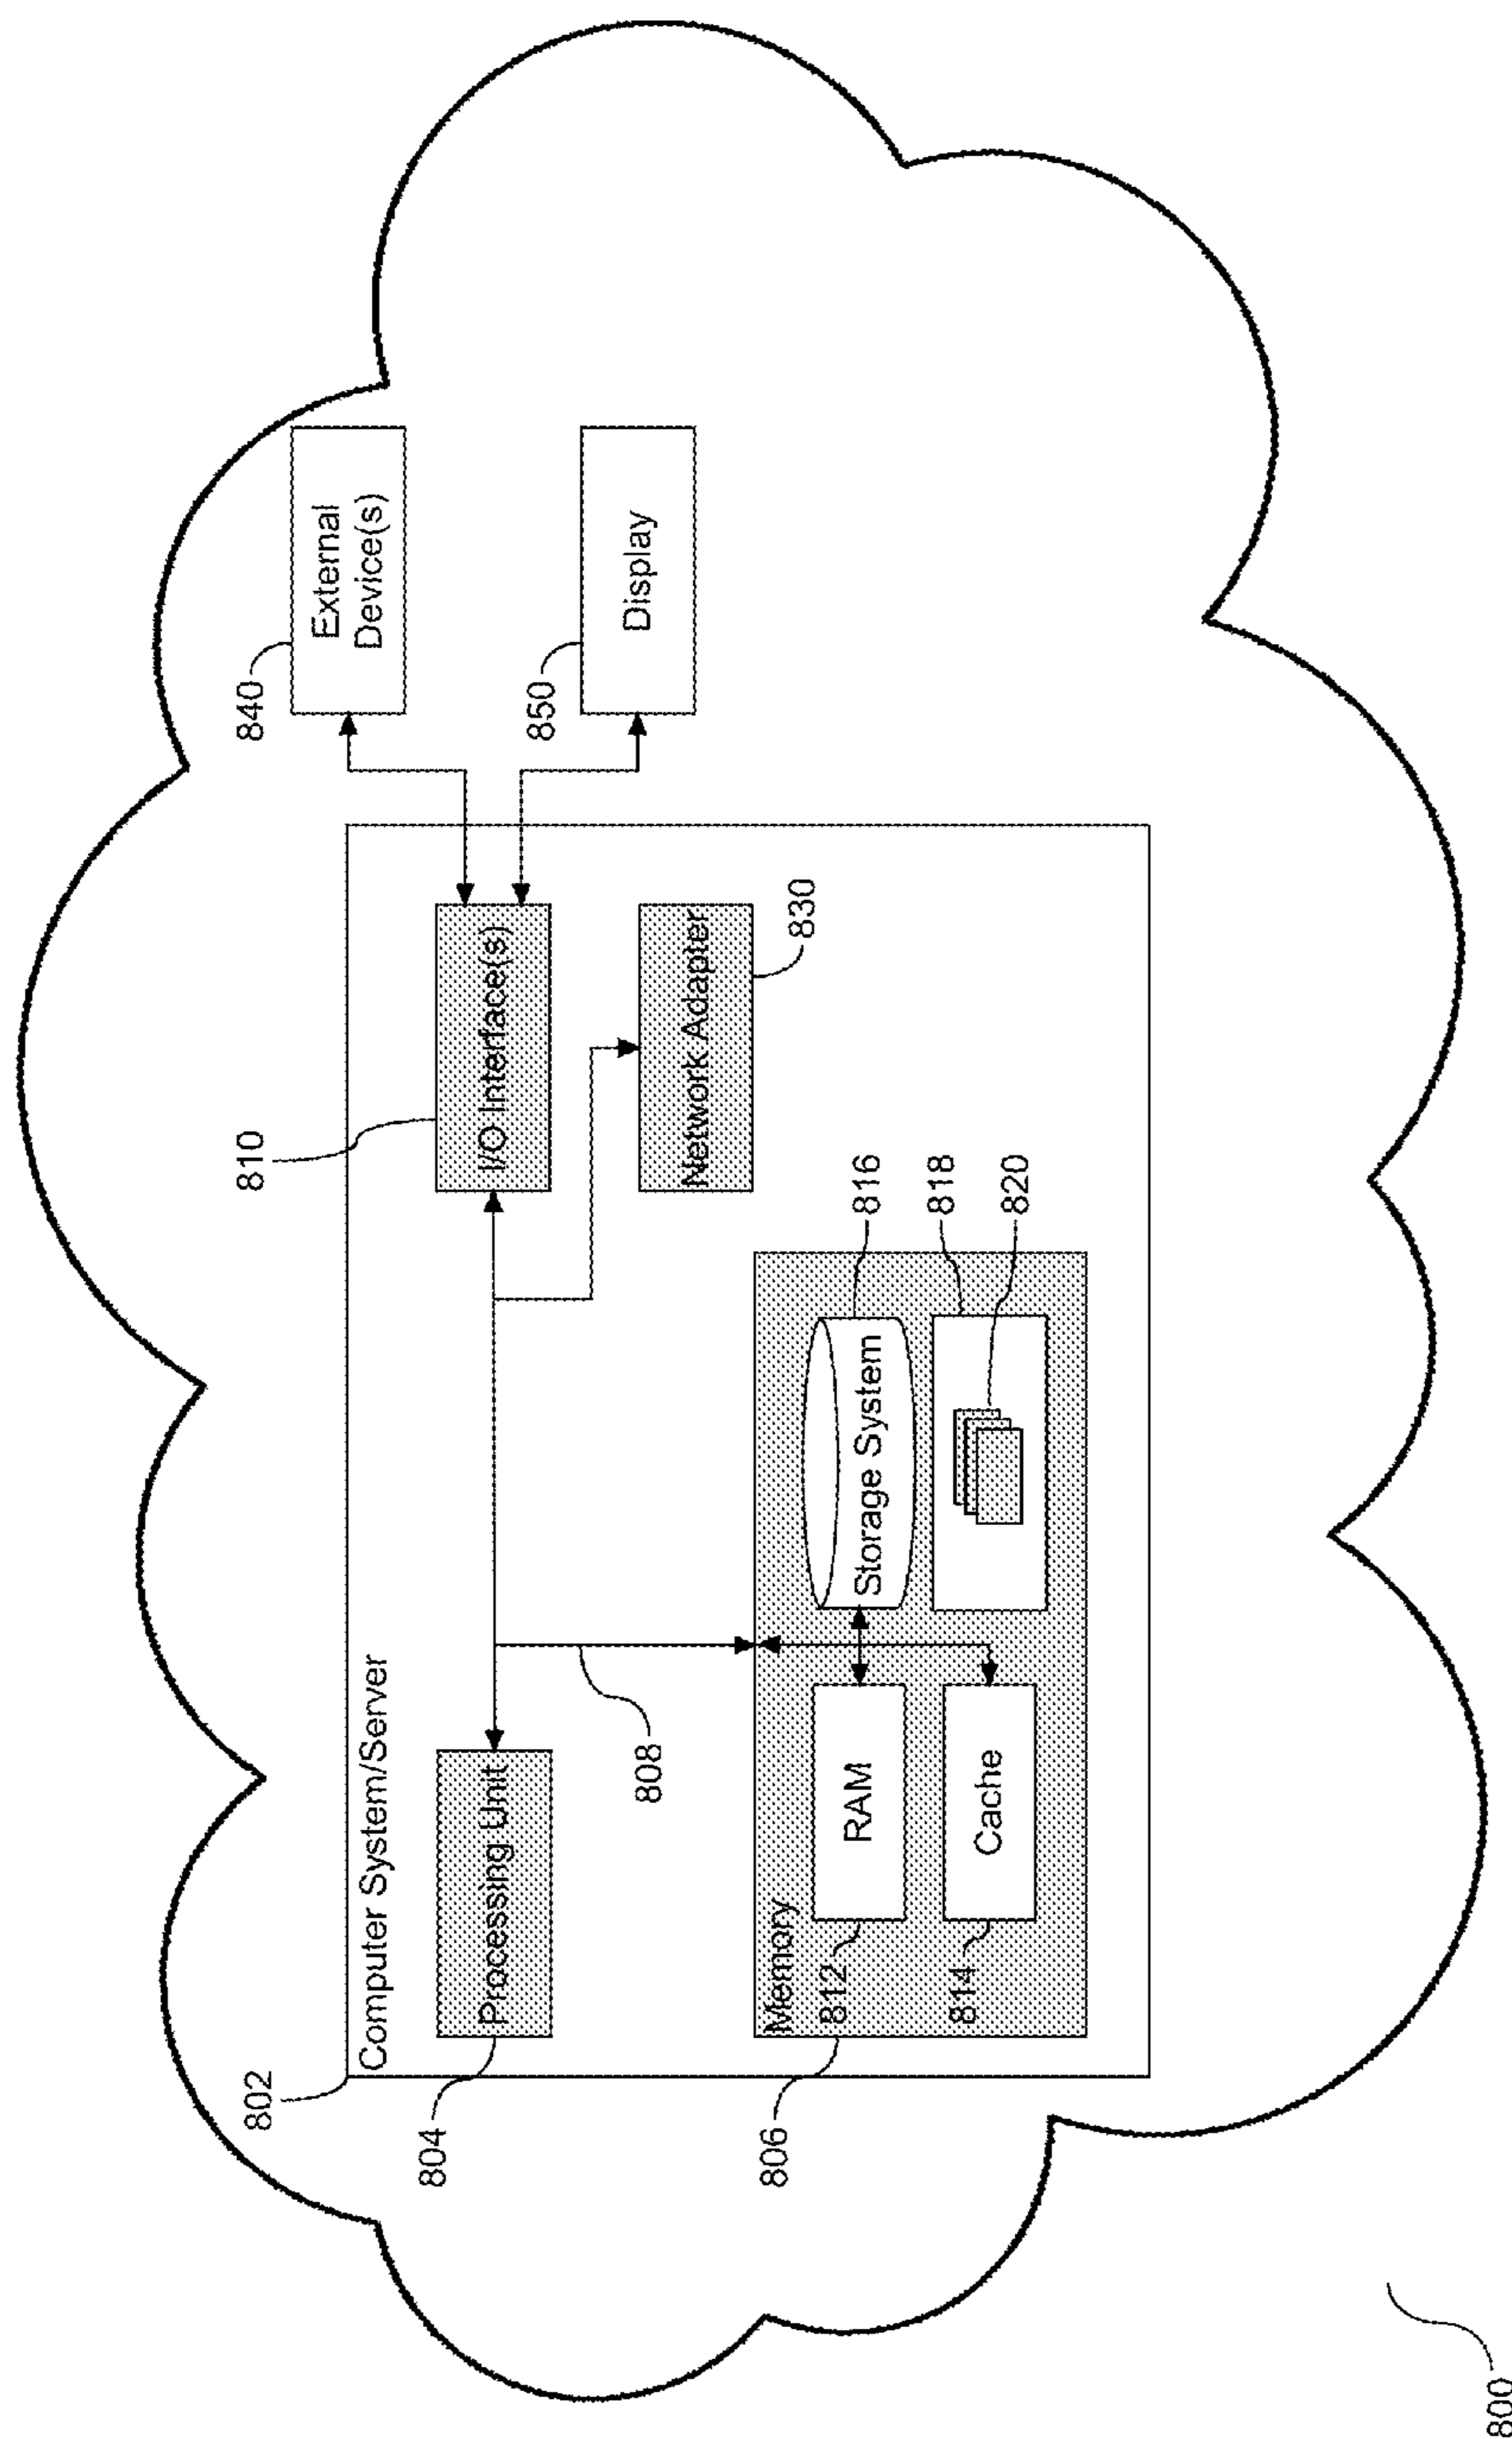 800
802
Computer System/Server
804
Processing Unit
808
810
I/O Interface(s)
840
External
Device(s)
850
Display
Network Adapter
830
806
Memory
812
RAM
814
Cache
Storage System
816
818
820